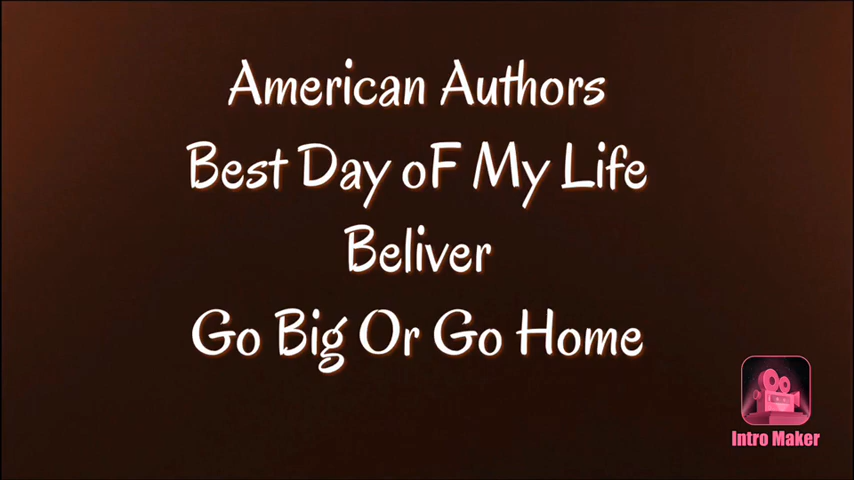 American Authors
Best Day oF My Life
Beliver
Go Big Or Go Home
Intro Maker